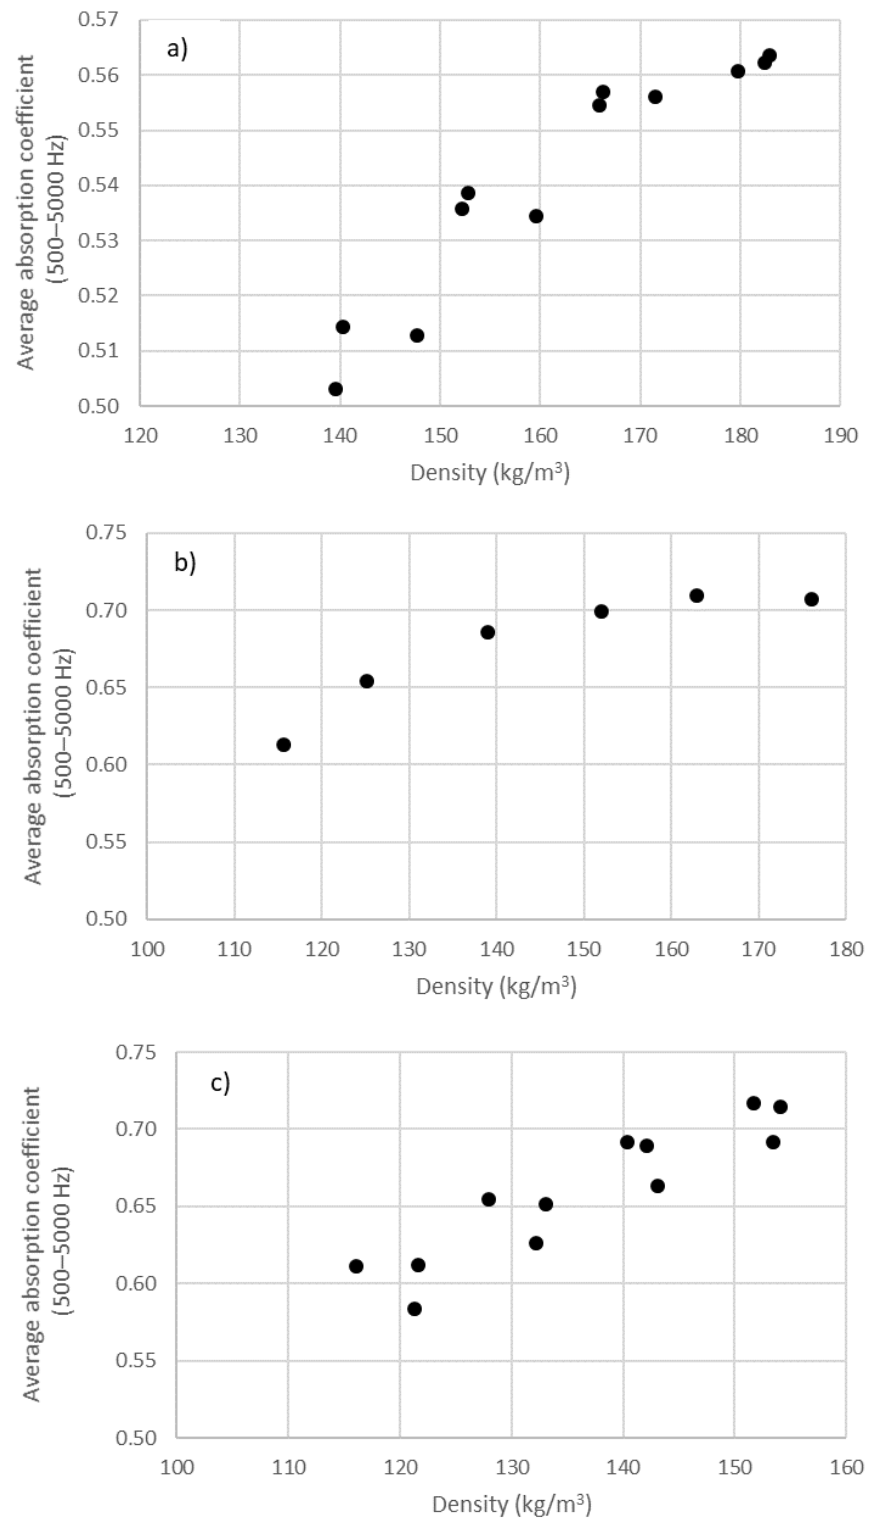 a)
0.57
0.56
0.55
0.54
0.53
0.52
0.51
0.50
Average absorption coefficient
(500–5000 Hz)
120 130 140 150 160 170 180 190
Density (kg/m³)
b)
0.75
0.70
0.65
0.60
0.55
0.50
Average absorption coefficient
(500–5000 Hz)
100 110 120 130 140 150 160 170 180
Density (kg/m³)
c)
0.75
0.70
0.65
0.60
0.55
0.50
Average absorption coefficient
(500–5000 Hz)
100 110 120 130 140 150 160
Density (kg/m³)